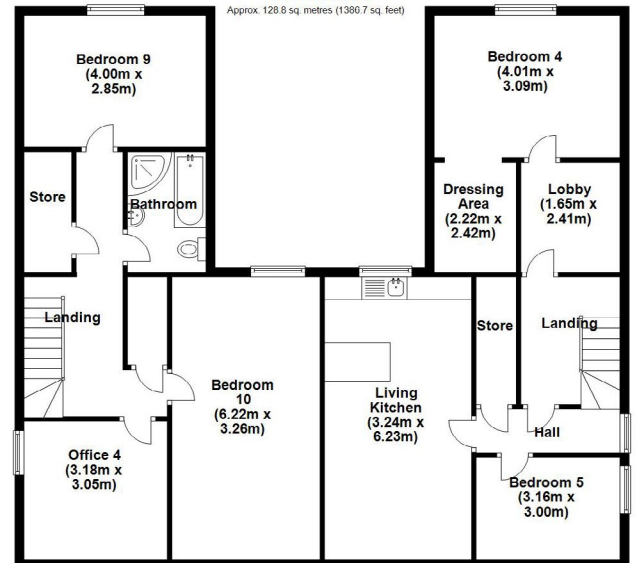 Approx. 128.8 sq. metres (1386.7 sq. feet)
Bedroom 9
(4.00m x
2.85m)
Bedroom 4
(4.01m x
3.09m)
Store
Bathroom
Dressing
Area
(2.22m x
2.42m)
Lobby
(1.65m x
2.41m)
Landing
Bedroom
10
(6.22m x
3.26m)
Living
Kitchen
(3.24m x
6.23m)
Store
Landing
Hall
Office 4
(3.18m x
3.05m)
Bedroom 5
(3.16m x
3.00m)